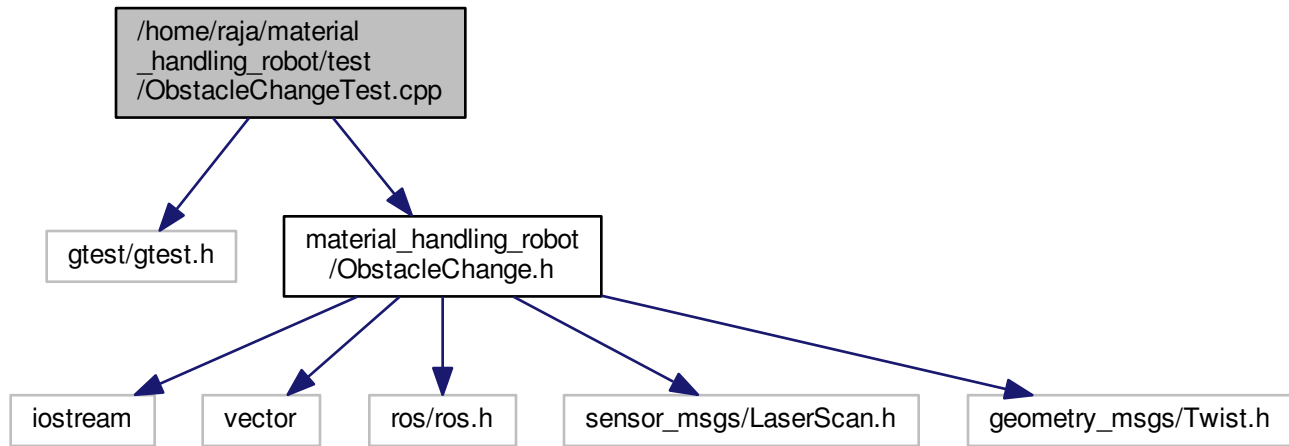 /home/raja/material
_handling_robot/test
/ObstacleChangeTest.cpp
gtest/gtest.h
material_handling_robot
/ObstacleChange.h
iostream
vector
ros/ros.h
sensor_msgs/LaserScan.h
geometry_msgs/Twist.h